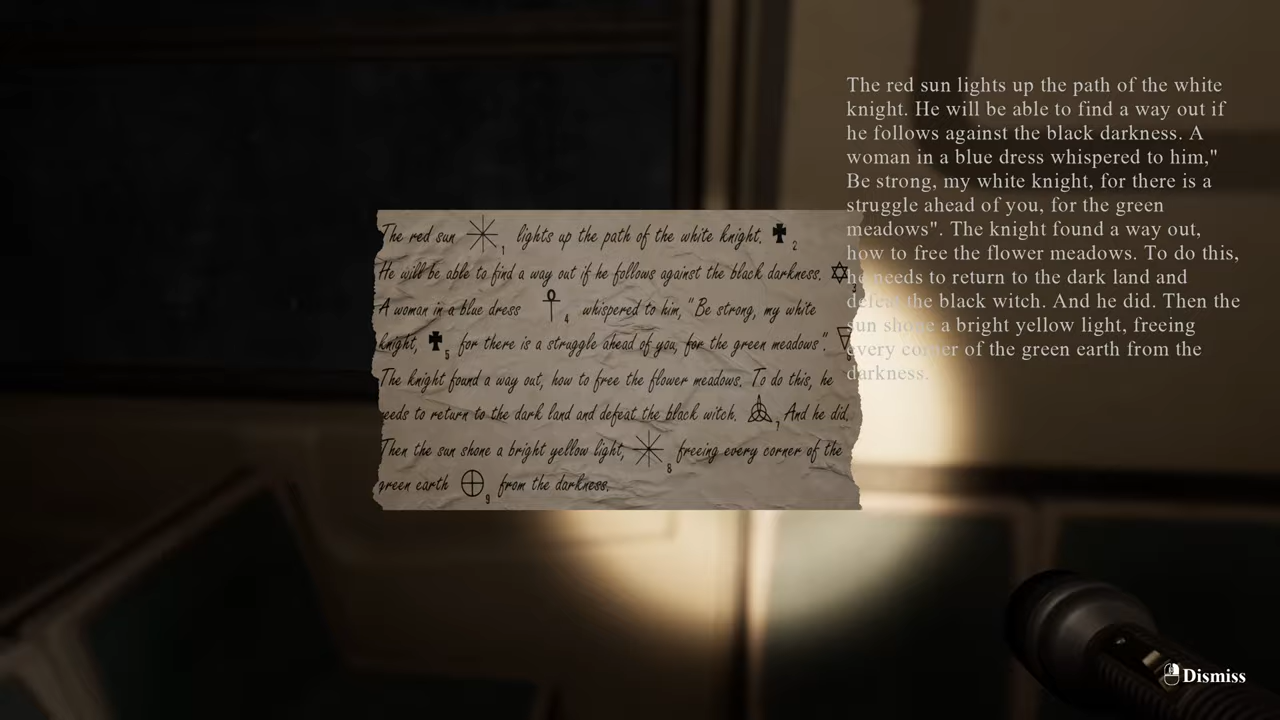 The red sun 1 lights up the path of the white knight. 2
He will be able to find a way out if he follows against the black darkness. 3
A woman in a blue dress 4 whispered to him, "Be strong, my white
knight, 5 for there is a struggle ahead of you, for the green meadows".
The knight found a way out, how to free the flower meadows. To do this, he
eeds to return to the dark land and defeat the black witch. 7 And he did.
Then the sun shone a bright yellow light, 8 freeing every corner of the
green earth 9 from the darkness.
The red sun lights up the path of the white
knight. He will be able to find a way out if
he follows against the black darkness. A
woman in a blue dress whispered to him,"
Be strong, my white knight, for there is a
struggle ahead of you, for the green
meadows". The knight found a way out,
how to free the flower meadows. To do this,
he needs to return to the dark land and
defeat the black witch. And he did. Then the
sun shone a bright yellow light, freeing
every corner of the green earth from the
darkness.
Dismiss